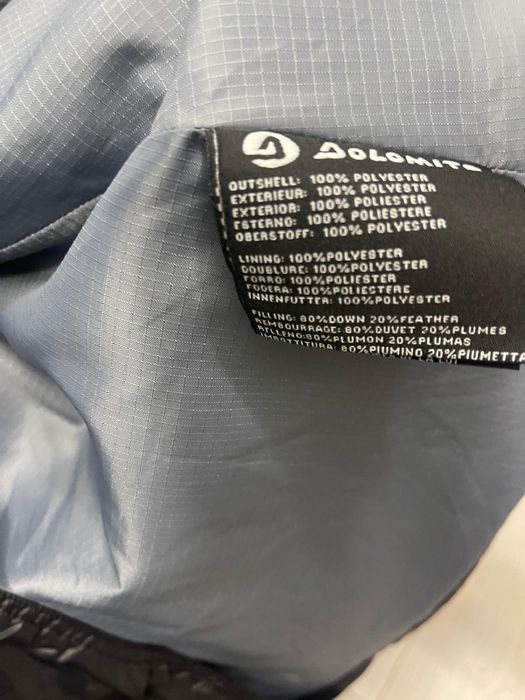 DOLOMITE
OUTSHELL: 100% POLYESTER
EXTERIEUR: 100% POLYESTER
EXTERIOR: 100% POLIESTER
ESTERNO: 100% POLIESTERE
OBERSTOFF: 100% POLYESTER
LINING: 100%POLYESTER
DOUBLURE: 100%POLYESTER
FORRO: 100%POLIESTER
FODERA: 100%POLIESTERE
INNENFUTTER: 100%POLYESTER
FILLING: 80%DOWN 20%FEATHER
REMBOURRAGE: 80%DUVET 20%PLUMES
RELLENO:80%PLUMON 20%PLUMAS
IMBOTTITURA: 80%PIUMINO 20%PIUMETTA